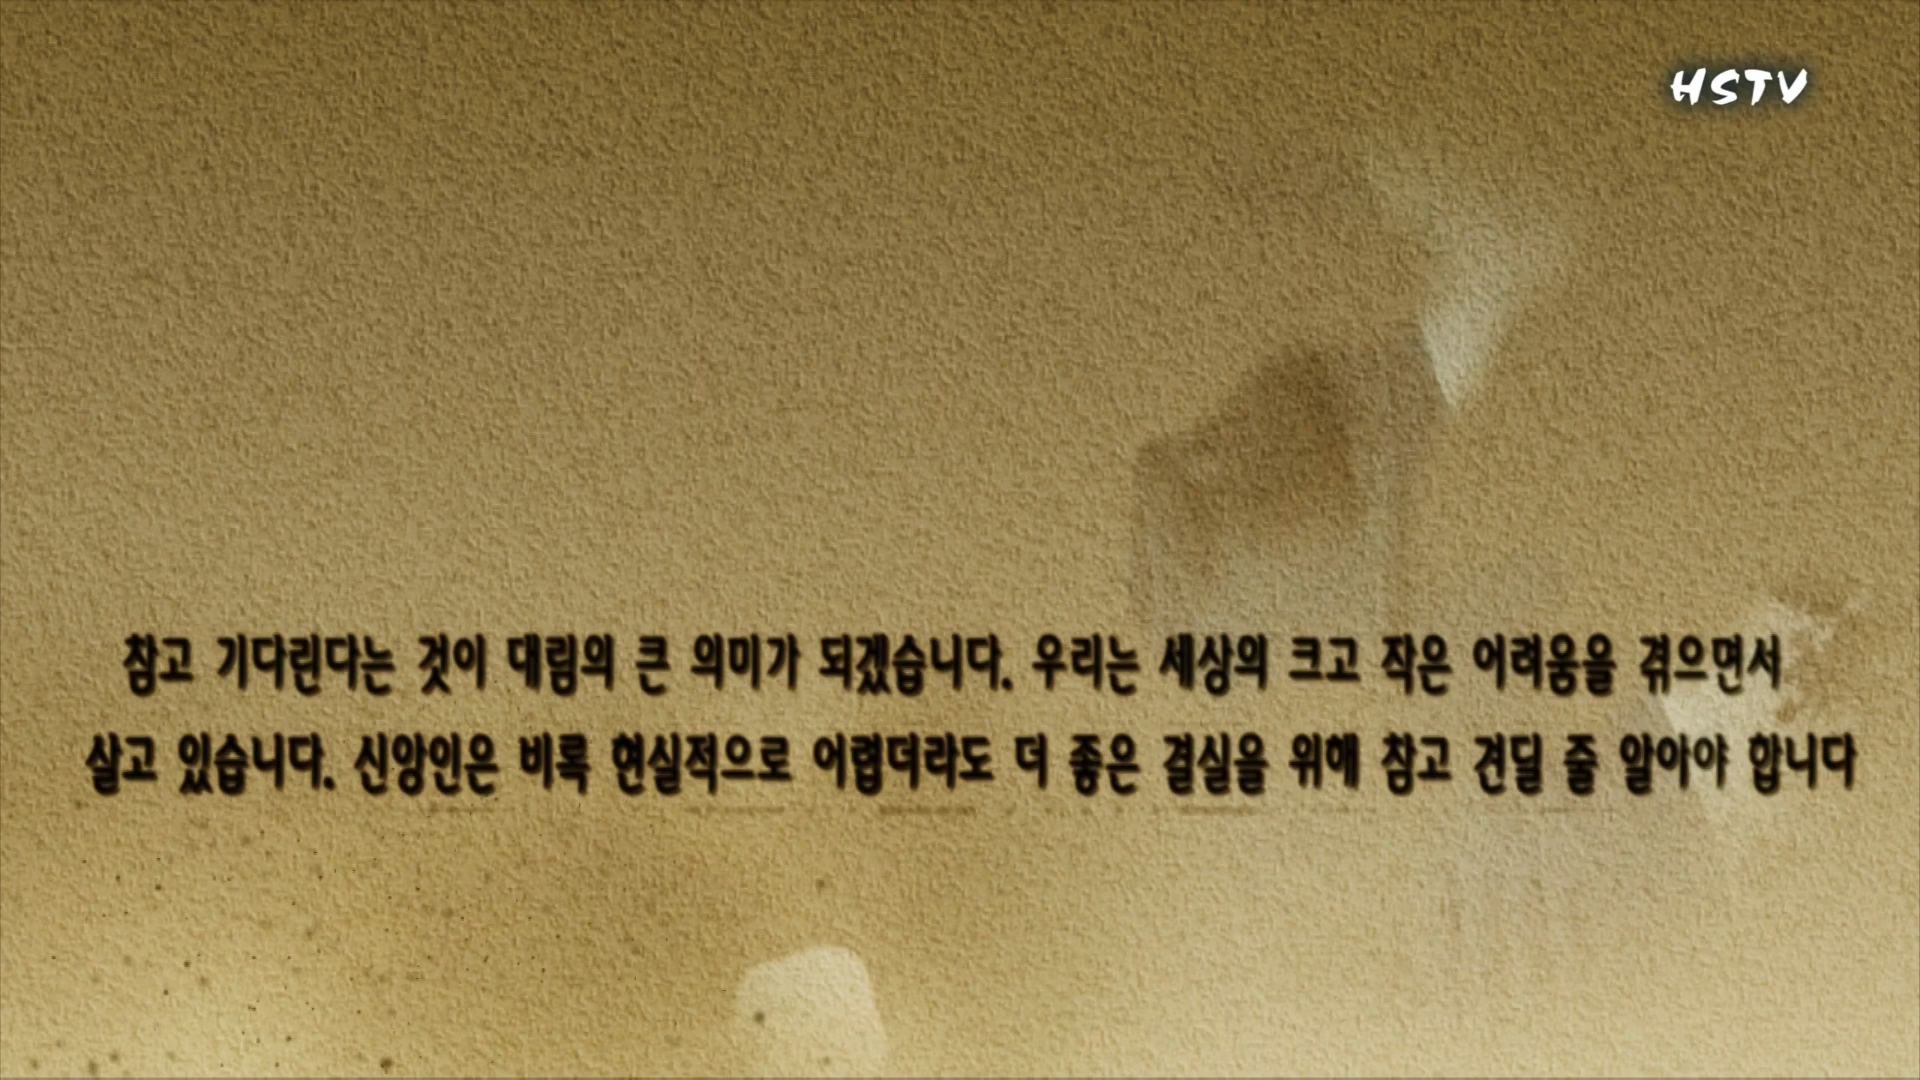 HSTV
참고 기다린다는 것이 대림의 큰 의미가 되겠습니다. 우리는 세상의 크고 작은 어려움을 겪으면서
살고 있습니다. 신앙인은 비록 현실적으로 어렵더라도 더 좋은 결실을 위해 참고 견딜 줄 알아야 합니다